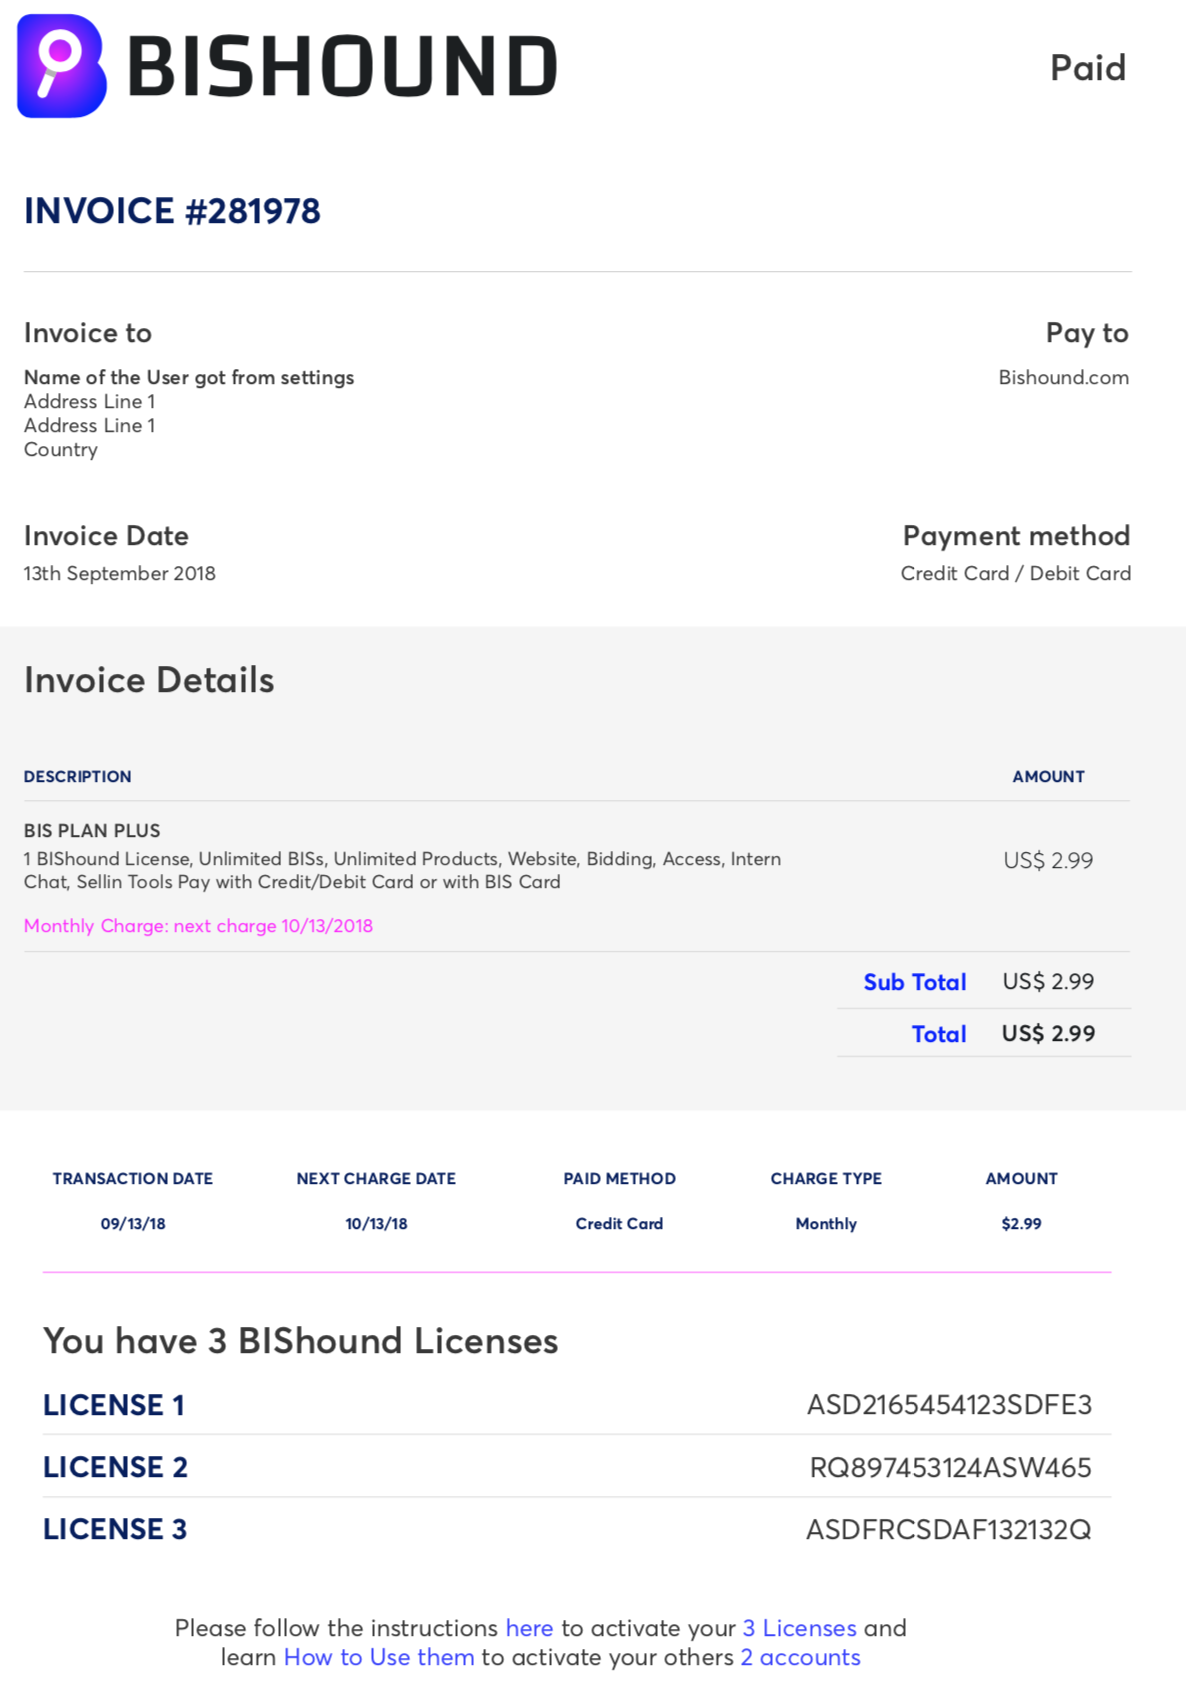 BISHOUND
Paid
INVOICE #281978
Invoice to
Pay to
Name of the User got from settings
Bishound.com
Address Line 1
Address Line 1
Country
Invoice Date
Payment method
13th September 2018
Credit Card / Debit Card
Invoice Details
DESCRIPTION
AMOUNT
BIS PLAN PLUS
1 BIShound License, Unlimited BISs, Unlimited Products, Website, Bidding, Access, Intern
US$ 2.99
Chat, Sellin Tools Pay with Credit/Debit Card or with BIS Card
Monthly Charge: next charge 10/13/2018
Sub Total US$ 2.99
Total US$ 2.99
TRANSACTION DATE NEXT CHARGE DATE PAID METHOD CHARGE TYPE AMOUNT
09/13/18 10/13/18 Credit Card Monthly $2.99
You have 3 BIShound Licenses
LICENSE 1 ASD2165454123SDFE3
LICENSE 2 RQ897453124ASW465
LICENSE 3 ASDFRCSDAF132132Q
Please follow the instructions here to activate your 3 Licenses and
learn How to Use them to activate your others 2 accounts